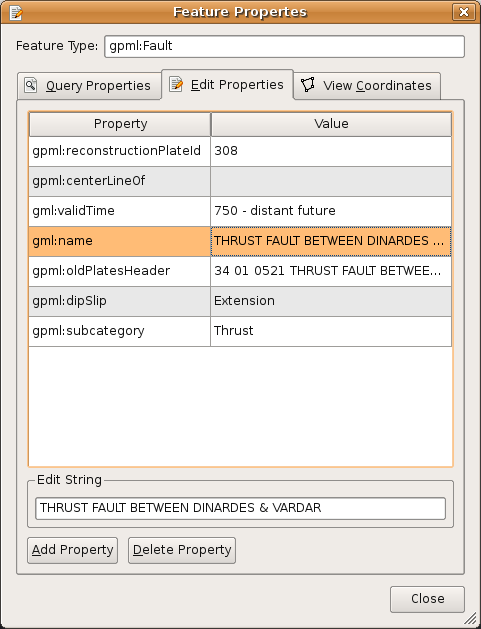 Feature Propertes
Feature Type: gpml:Fault
Query Properties Edit Properties View Coordinates
Property Value
gpml:reconstructionPlateId 308
gpml:centerLineOf
gml:validTime 750 - distant future
gml:name THRUST FAULT BETWEEN DINARDES ...
gpml:oldPlatesHeader 34 01 0521 THRUST FAULT BETWEE...
gpml:dipSlip Extension
gpml:subcategory Thrust
Edit String
THRUST FAULT BETWEEN DINARDES & VARDAR
Add Property Delete Property
Close